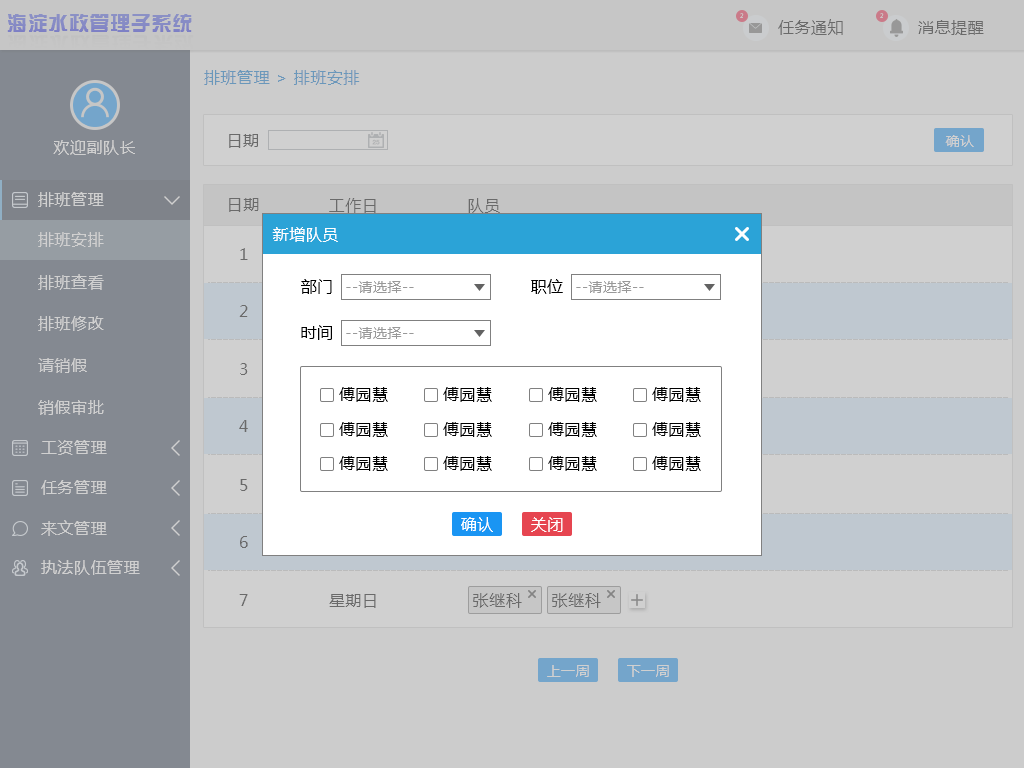 海淀水政管理子系统
2 任务通知 2 消息提醒
欢迎副队长
排班管理
排班安排
排班查看
排班修改
请销假
销假审批
工资管理
任务管理
来文管理
执法队伍管理
排班管理 > 排班安排
日期 确认
日期 工作日 队员
1
2
3
4
5
6
7 星期日 张继科 × 张继科 × +
新增队员 ×
部门 --请选择-- 职位 --请选择--
时间 --请选择--
傅园慧 傅园慧 傅园慧 傅园慧
傅园慧 傅园慧 傅园慧 傅园慧
傅园慧 傅园慧 傅园慧 傅园慧
确认 关闭
上一周 下一周